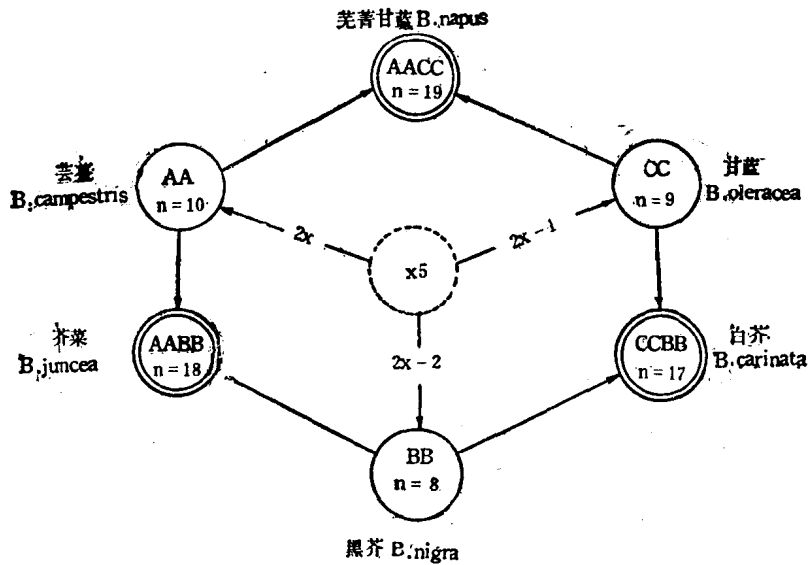 芜菁甘蓝 B.napus
AACC
n = 19
芸薹
B.campestris
AA
n = 10
CC
n = 9
甘蓝
B.oleracea
2x
2x - 1
x5
芥菜
B.juncea
AABB
n = 18
2x - 2
CCBB
n = 17
白芥
B.carinata
BB
n = 8
黑芥 B.nigra